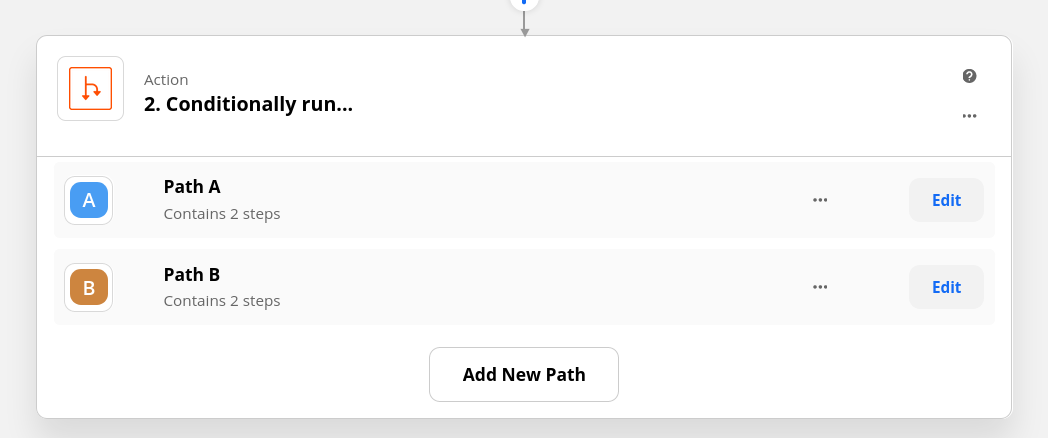 Action
2. Conditionally run...
?
...
A
Path A
Contains 2 steps
...
Edit
B
Path B
Contains 2 steps
...
Edit
Add New Path